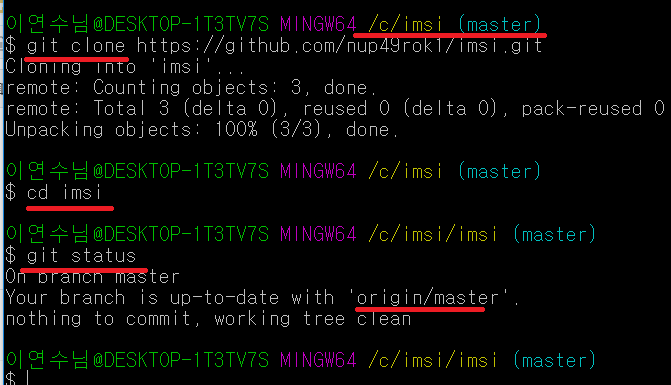 이연수님@DESKTOP-1T3TV7S MINGW64 /c/imsi (master)
$ git clone https://github.com/nup49rok1/imsi.git
Cloning into 'imsi'...
remote: Counting objects: 3, done.
remote: Total 3 (delta 0), reused 0 (delta 0), pack-reused 0
Unpacking objects: 100% (3/3), done.
이연수님@DESKTOP-1T3TV7S MINGW64 /c/imsi (master)
$ cd imsi
이연수님@DESKTOP-1T3TV7S MINGW64 /c/imsi/imsi (master)
$ git status
On branch master
Your branch is up-to-date with 'origin/master'.
nothing to commit, working tree clean
이연수님@DESKTOP-1T3TV7S MINGW64 /c/imsi/imsi (master)
$